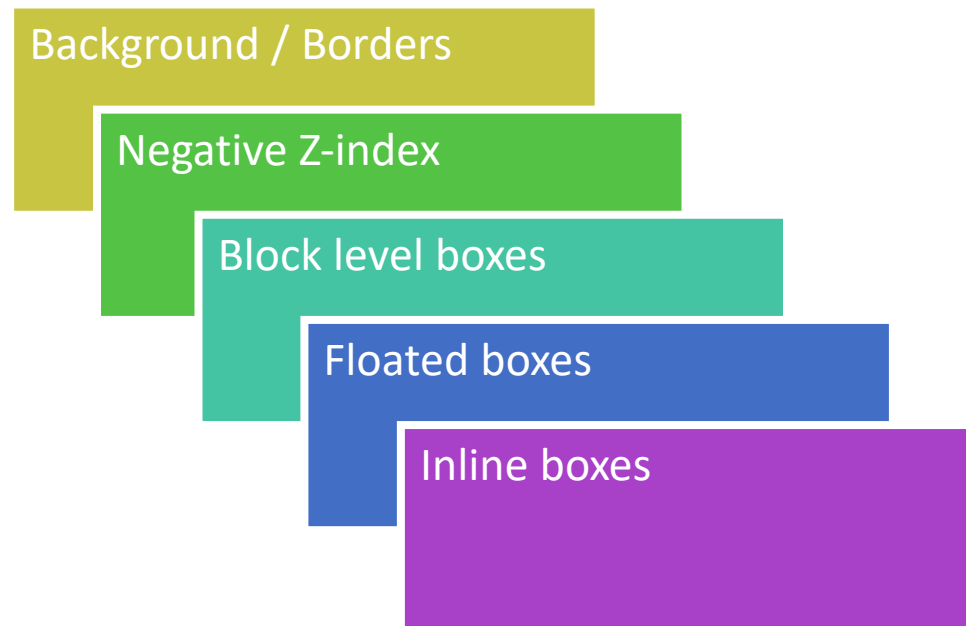 Background / Borders
Negative Z-index
Block level boxes
Floated boxes
Inline boxes